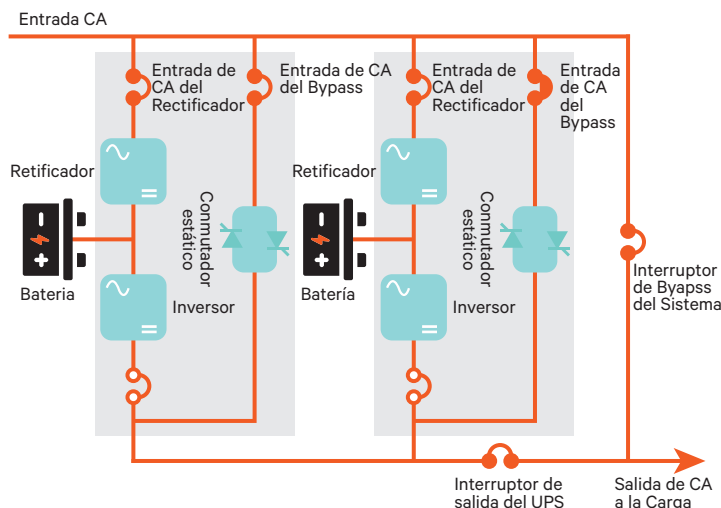 Entrada CA
Entrada de
CA del
Rectificador
Entrada de CA
del Bypass
Entrada de
CA del
Rectificador
Entrada
de CA
del
Bypass
Retificador
Retificador
Conmutador
estático
Conmutador
estático
Bateria
Inversor
Batería
Inversor
Interruptor
de Byapss
del Sistema
Interruptor de
salida del UPS
Salida de CA
a la Carga